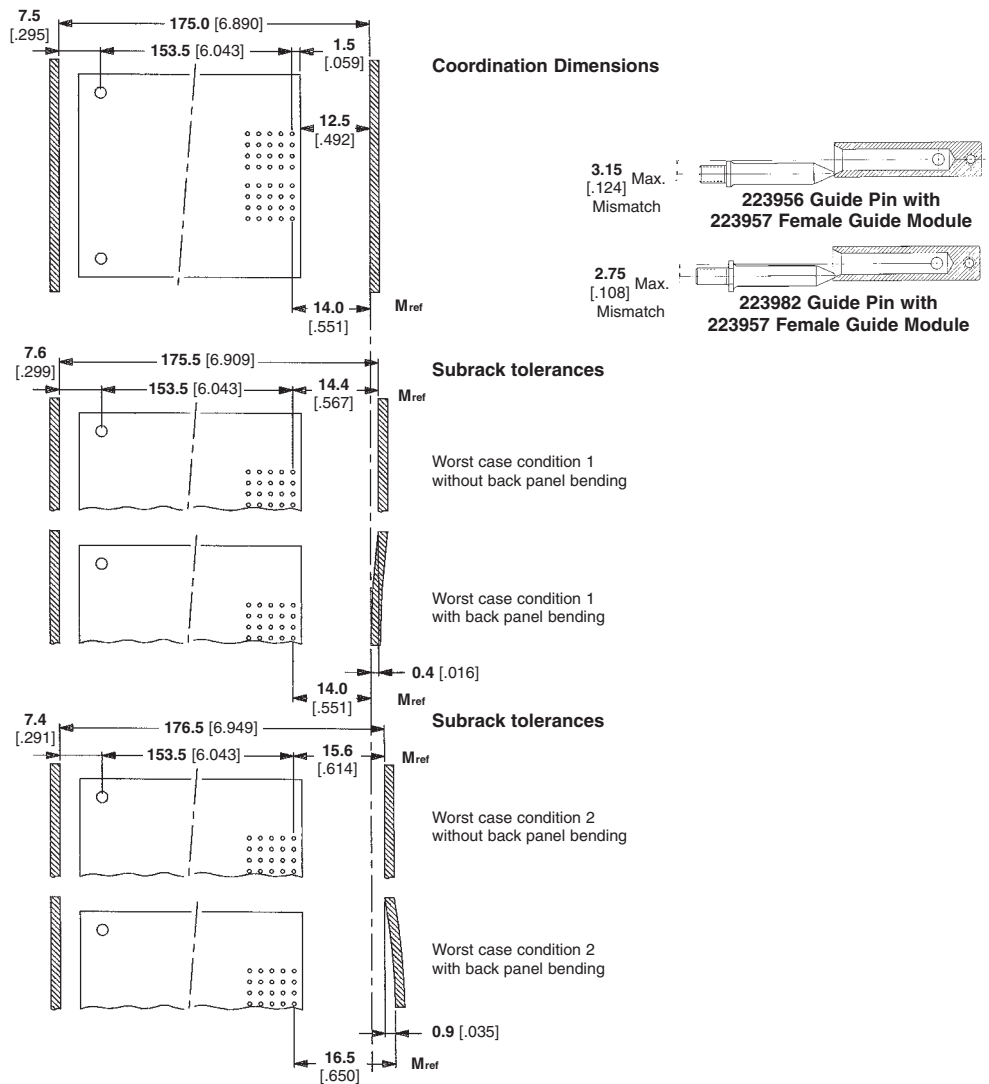 7.5
[.295]
175.0 [6.890]
153.5 [6.043]
1.5
[.059]
12.5
[.492]
14.0
[.551]
Mref
Coordination Dimensions
3.15
[.124]
Max.
Mismatch
223956 Guide Pin with
223957 Female Guide Module
2.75
[.108]
Max.
Mismatch
223982 Guide Pin with
223957 Female Guide Module
7.6
[.299]
175.5 [6.909]
153.5 [6.043]
14.4
[.567]
Mref
Subrack tolerances
Worst case condition 1
without back panel bending
Worst case condition 1
with back panel bending
0.4 [.016]
14.0
[.551]
Mref
7.4
[.291]
176.5 [6.949]
153.5 [6.043]
15.6
[.614]
Mref
Subrack tolerances
Worst case condition 2
without back panel bending
Worst case condition 2
with back panel bending
0.9 [.035]
16.5
[.650]
Mref